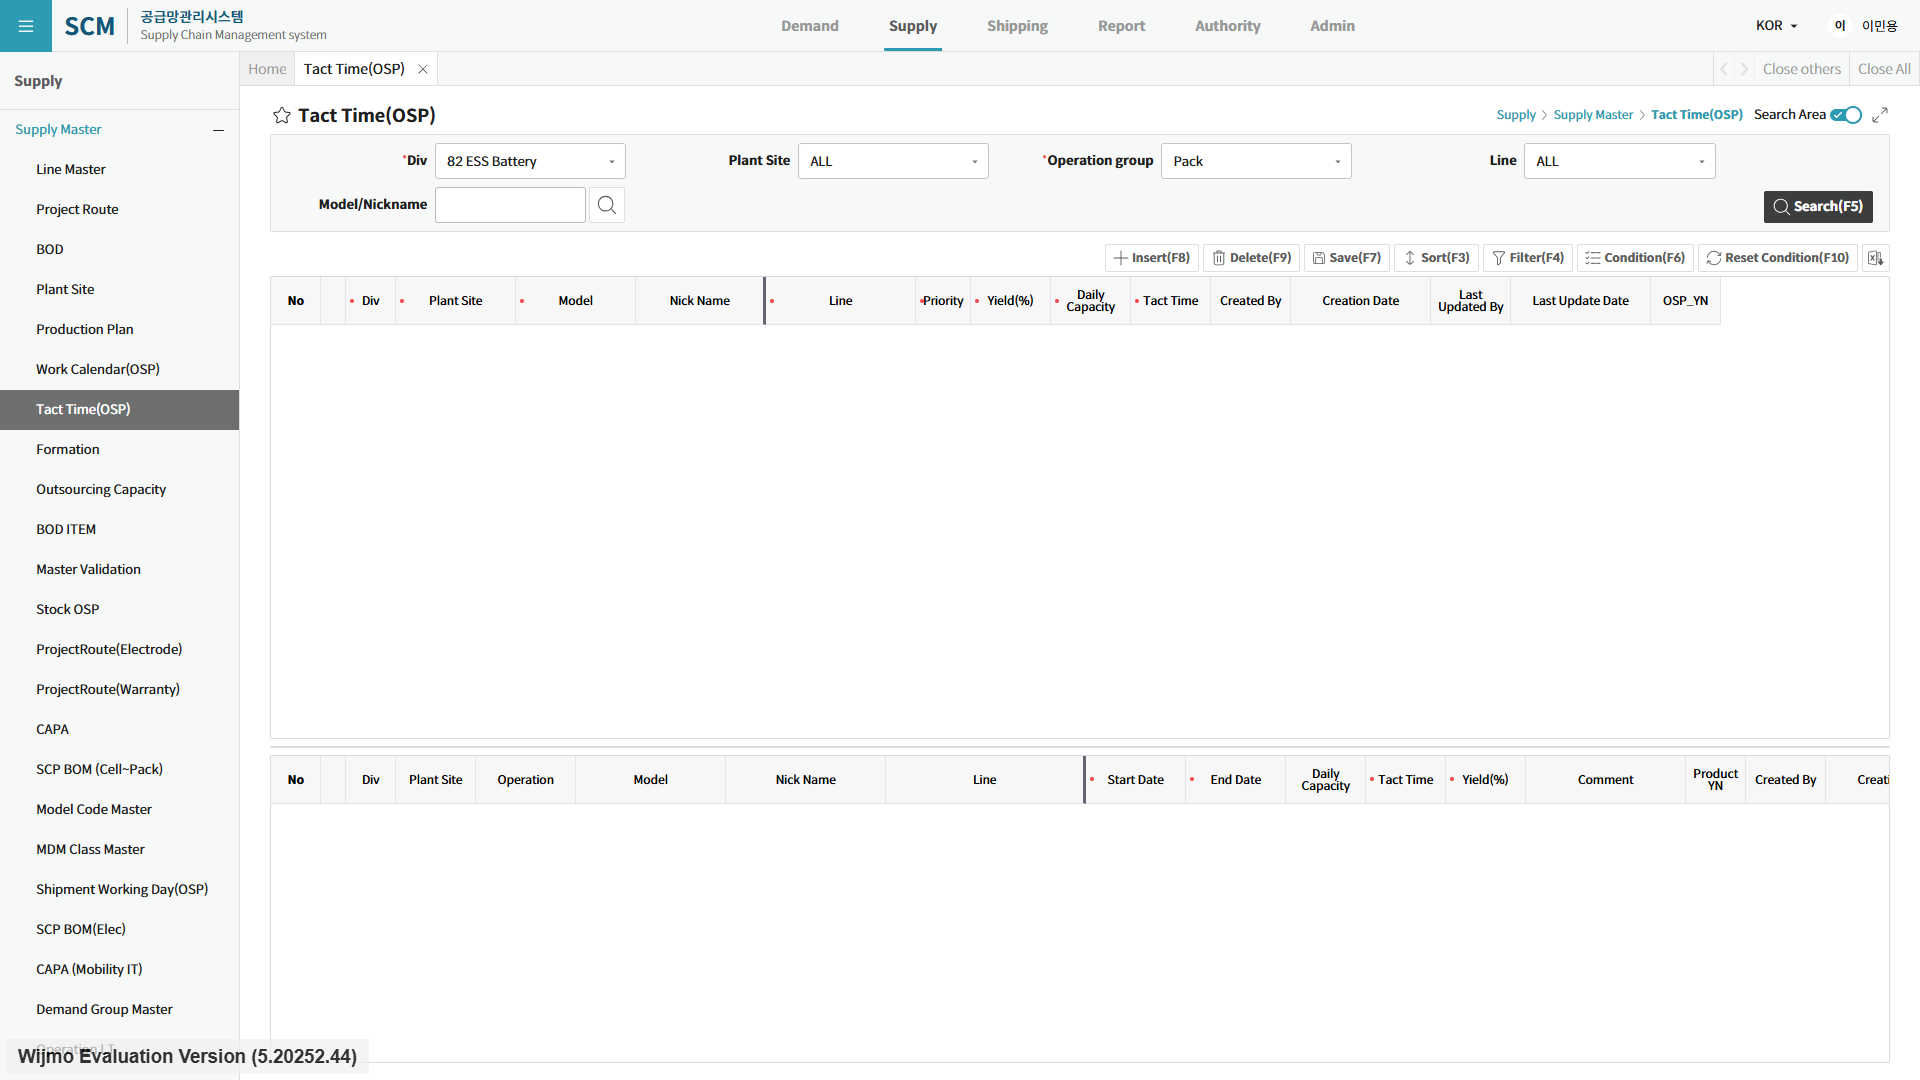 SCM
공급망관리시스템
Supply Chain Management system
Demand
Supply
Shipping
Report
Authority
Admin
KOR
이
이민용
Supply
Home
Tact Time(OSP)
Close others
Close All
Supply Master
Line Master
Project Route
BOD
Plant Site
Production Plan
Work Calendar(OSP)
Tact Time(OSP)
Formation
Outsourcing Capacity
BOD ITEM
Master Validation
Stock OSP
ProjectRoute(Electrode)
ProjectRoute(Warranty)
CAPA
SCP BOM (Cell~Pack)
Model Code Master
MDM Class Master
Shipment Working Day(OSP)
SCP BOM(Elec)
CAPA (Mobility IT)
Demand Group Master
Operation LT
Wijmo Evaluation Version (5.20252.44)
Tact Time(OSP)
Supply > Supply Master > Tact Time(OSP)
Search Area
*Div
82 ESS Battery
Plant Site
ALL
*Operation group
Pack
Line
ALL
Model/Nickname
Search(F5)
Insert(F8)
Delete(F9)
Save(F7)
Sort(F3)
Filter(F4)
Condition(F6)
Reset Condition(F10)
No
Div
Plant Site
Model
Nick Name
Line
Priority
Yield(%)
Daily
Capacity
Tact Time
Created By
Creation Date
Last
Updated By
Last Update Date
OSP_YN
No
Div
Plant Site
Operation
Model
Nick Name
Line
Start Date
End Date
Daily
Capacity
Tact Time
Yield(%)
Comment
Product
YN
Created By
Creati